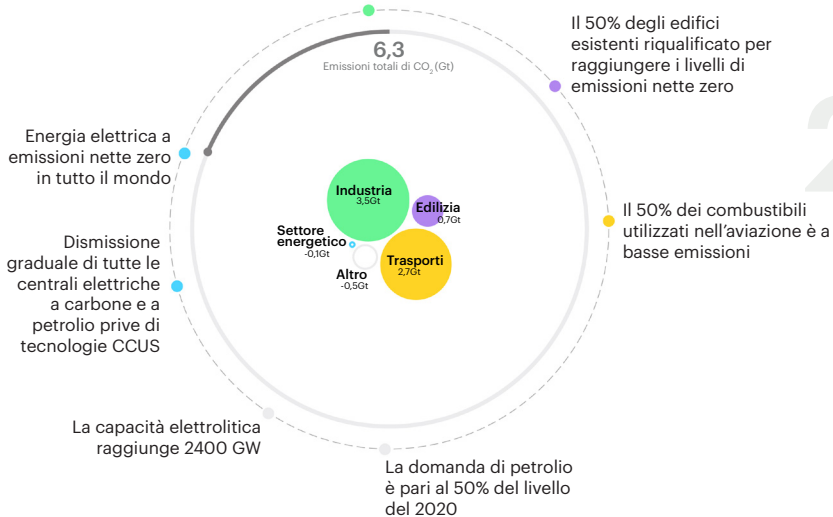 6,3
Emissioni totali di CO₂(Gt)
Il 50% degli edifici
esistenti riqualificato per
raggiungere i livelli di
emissioni nette zero
2
Energia elettrica a
emissioni nette zero
in tutto il mondo
Industria
3,5Gt
Edilizia
0,7Gt
Il 50% dei combustibili
utilizzati nell’aviazione è a
basse emissioni
Settore
energetico
-0,1Gt
Trasporti
2,7Gt
Altro
-0,5Gt
Dismissione
graduale di tutte le
centrali elettriche
a carbone e a
petrolio prive di
tecnologie CCUS
La capacità elettrolitica
raggiunge 2400 GW
La domanda di petrolio
è pari al 50% del livello
del 2020